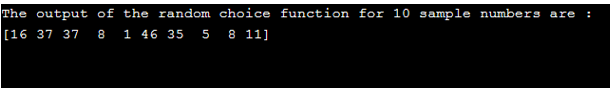 The output of the random choice function for 10 sample numbers are :
[16 37 37  8  1 46 35  5  8 11]